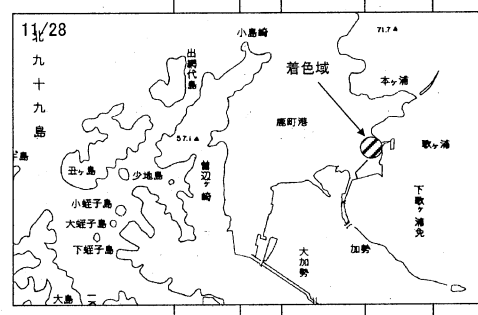 11/28
北九十九島
小島崎
71.7
出網代島
着色域
本ヶ浦
鹿町港
57.1
歌ヶ浦
丑ヶ島
少地島
曽辺ヶ崎
下歌ヶ浦免
小蛭子島
大蛭子島
下蛭子島
加勢
大加勢
大島